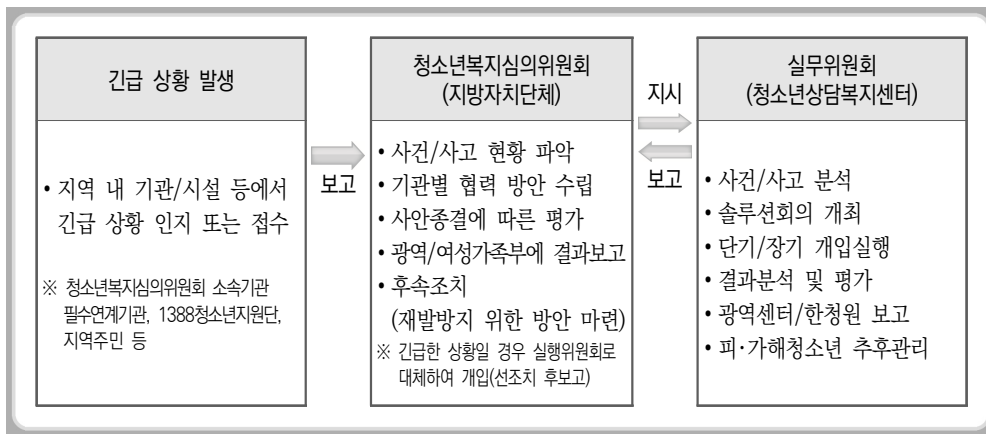 긴급 상황 발생
• 지역 내 기관/시설 등에서
긴급 상황 인지 또는 접수
※ 청소년복지심의위원회 소속기관
필수연계기관, 1388청소년지원단,
지역주민 등
보고
청소년복지심의위원회
(지방자치단체)
• 사건/사고 현황 파악
• 기관별 협력 방안 수립
• 사안종결에 따른 평가
• 광역/여성가족부에 결과보고
• 후속조치
(재발방지 위한 방안 마련)
※ 긴급한 상황일 경우 실행위원회로
대체하여 개입(선조치 후보고)
지시
보고
실무위원회
(청소년상담복지센터)
• 사건/사고 분석
• 솔루션회의 개최
• 단기/장기 개입실행
• 결과분석 및 평가
• 광역센터/한청원 보고
• 피·가해청소년 추후관리